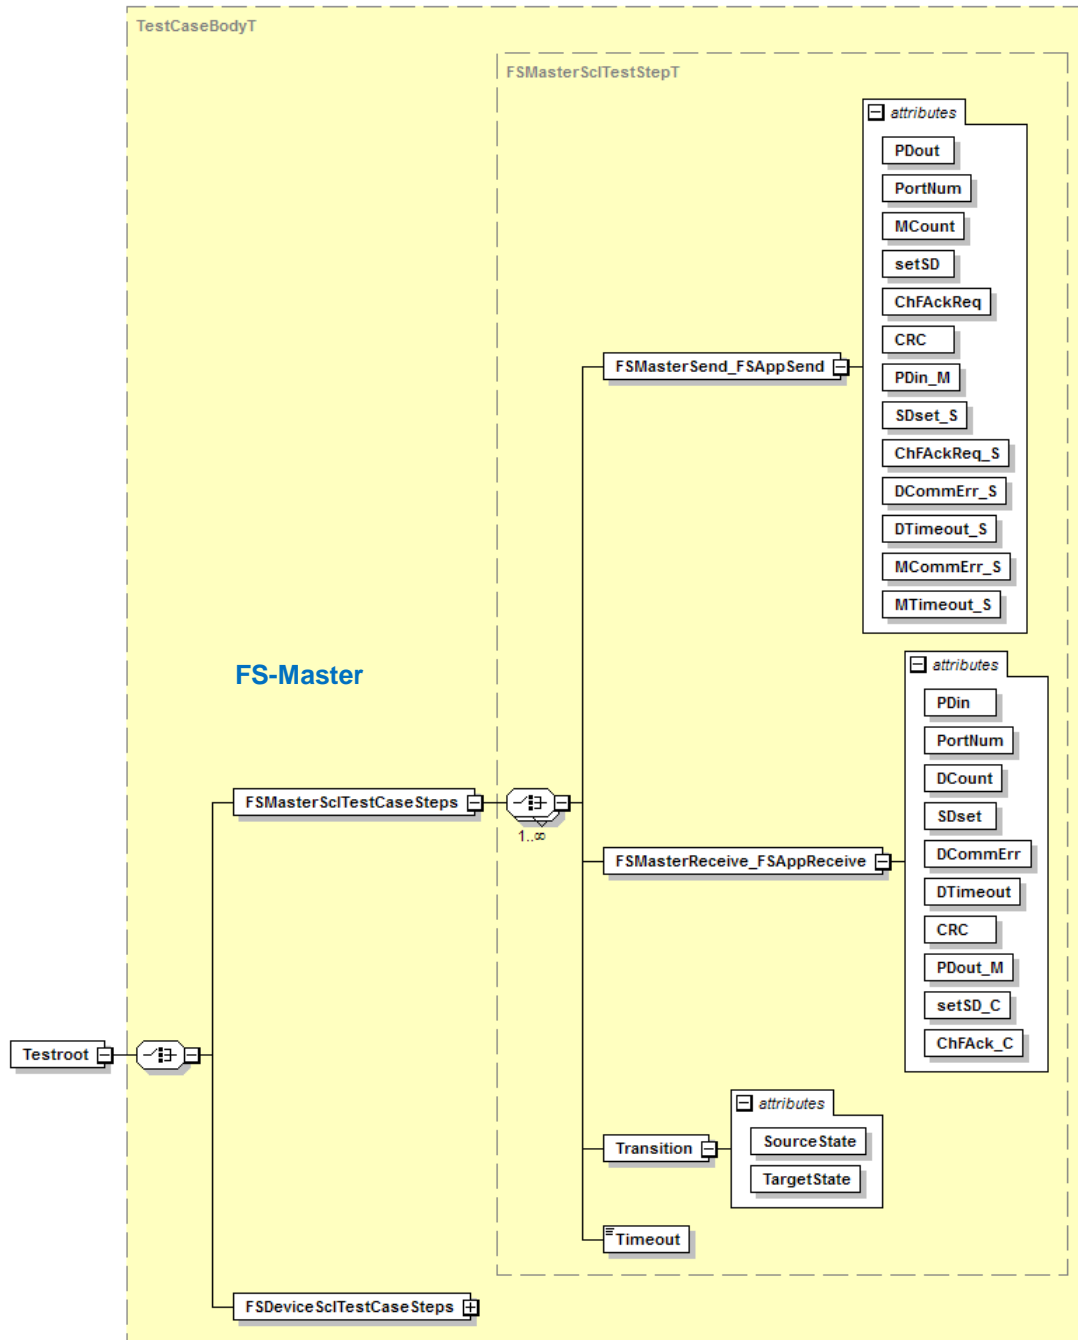 TestCaseBodyT
FSMasterSclTestStepT
attributes
PDout
PortNum
MCount
setSD
ChFAckReq
CRC
PDin_M
SDset_S
ChFAckReq_S
DCommErr_S
DTimeout_S
MCommErr_S
MTimeout_S
FSMasterSend_FSAppSend
FS-Master
attributes
PDin
PortNum
DCount
SDset
DCommErr
DTimeout
CRC
PDout_M
setSD_C
ChFAck_C
FSMasterSclTestCaseSteps
1..∞
FSMasterReceive_FSAppReceive
Testroot
attributes
SourceState
TargetState
Transition
Timeout
FSDeviceSclTestCaseSteps